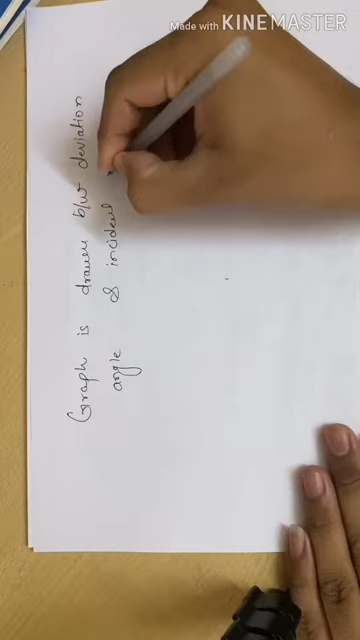 Made with KINEMASTER
Graph is drawn b/w deviation
angle & incident